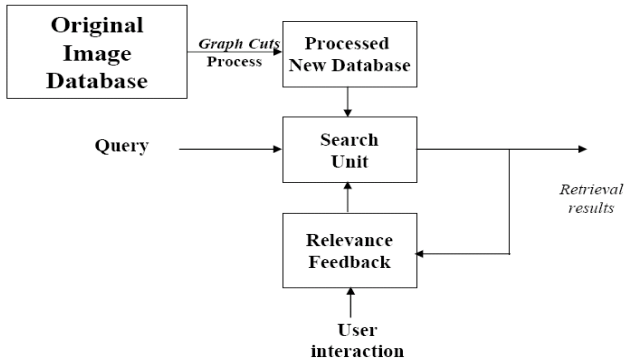 Original
Image
Database
Graph Cuts
Process
Processed
New Database
Query
Search
Unit
Retrieval
results
Relevance
Feedback
User
interaction